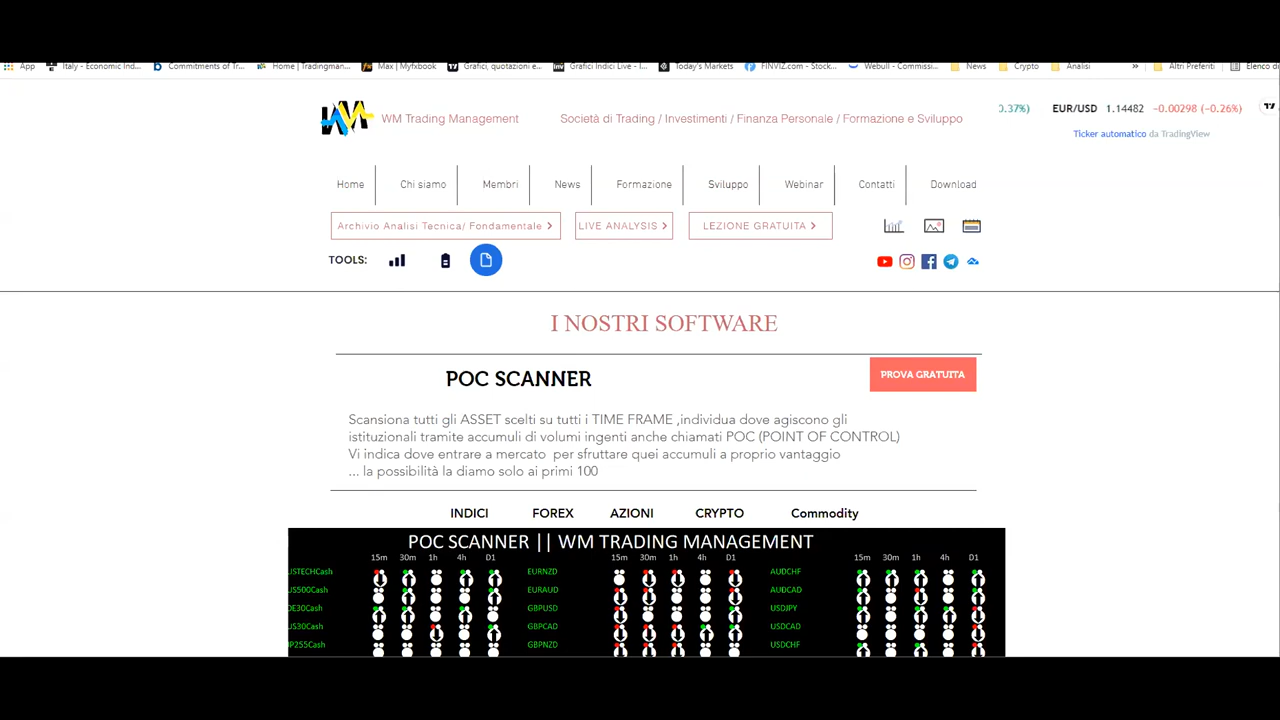 App Italy - Economic Ind... Commitments of Tr... Home | Tradingman... Max | Myfxbook Grafici, quotazioni e... Grafici Indici Live - I... Today's Markets FINVIZ.com - Stock... Webull - Commissi... News Crypto Analisi » Altri Preferiti Elenco di
WM Trading Management Società di Trading / Investimenti / Finanza Personale / Formazione e Sviluppo 0.37%) EUR/USD 1.14482 -0.00298 (-0.26%)
Ticker automatico da TradingView
Home Chi siamo Membri News Formazione Sviluppo Webinar Contatti Download
Archivio Analisi Tecnica/ Fondamentale > LIVE ANALYSIS > LEZIONE GRATUITA >
TOOLS:
I NOSTRI SOFTWARE
POC SCANNER PROVA GRATUITA
Scansiona tutti gli ASSET scelti su tutti i TIME FRAME ,individua dove agiscono gli
istituzionali tramite accumuli di volumi ingenti anche chiamati POC (POINT OF CONTROL)
Vi indica dove entrare a mercato per sfruttare quei accumuli a proprio vantaggio
... la possibilità la diamo solo ai primi 100
INDICI FOREX AZIONI CRYPTO Commodity
POC SCANNER || WM TRADING MANAGEMENT
15m 30m 1h 4h D1 15m 30m 1h 4h D1 15m 30m 1h 4h D1
USTECHCash EURNZD AUDCHF
US500Cash EURAUD AUDCAD
DE30Cash GBPUSD USDJPY
US30Cash GBPCAD USDCAD
JP255Cash GBPNZD USDCHF